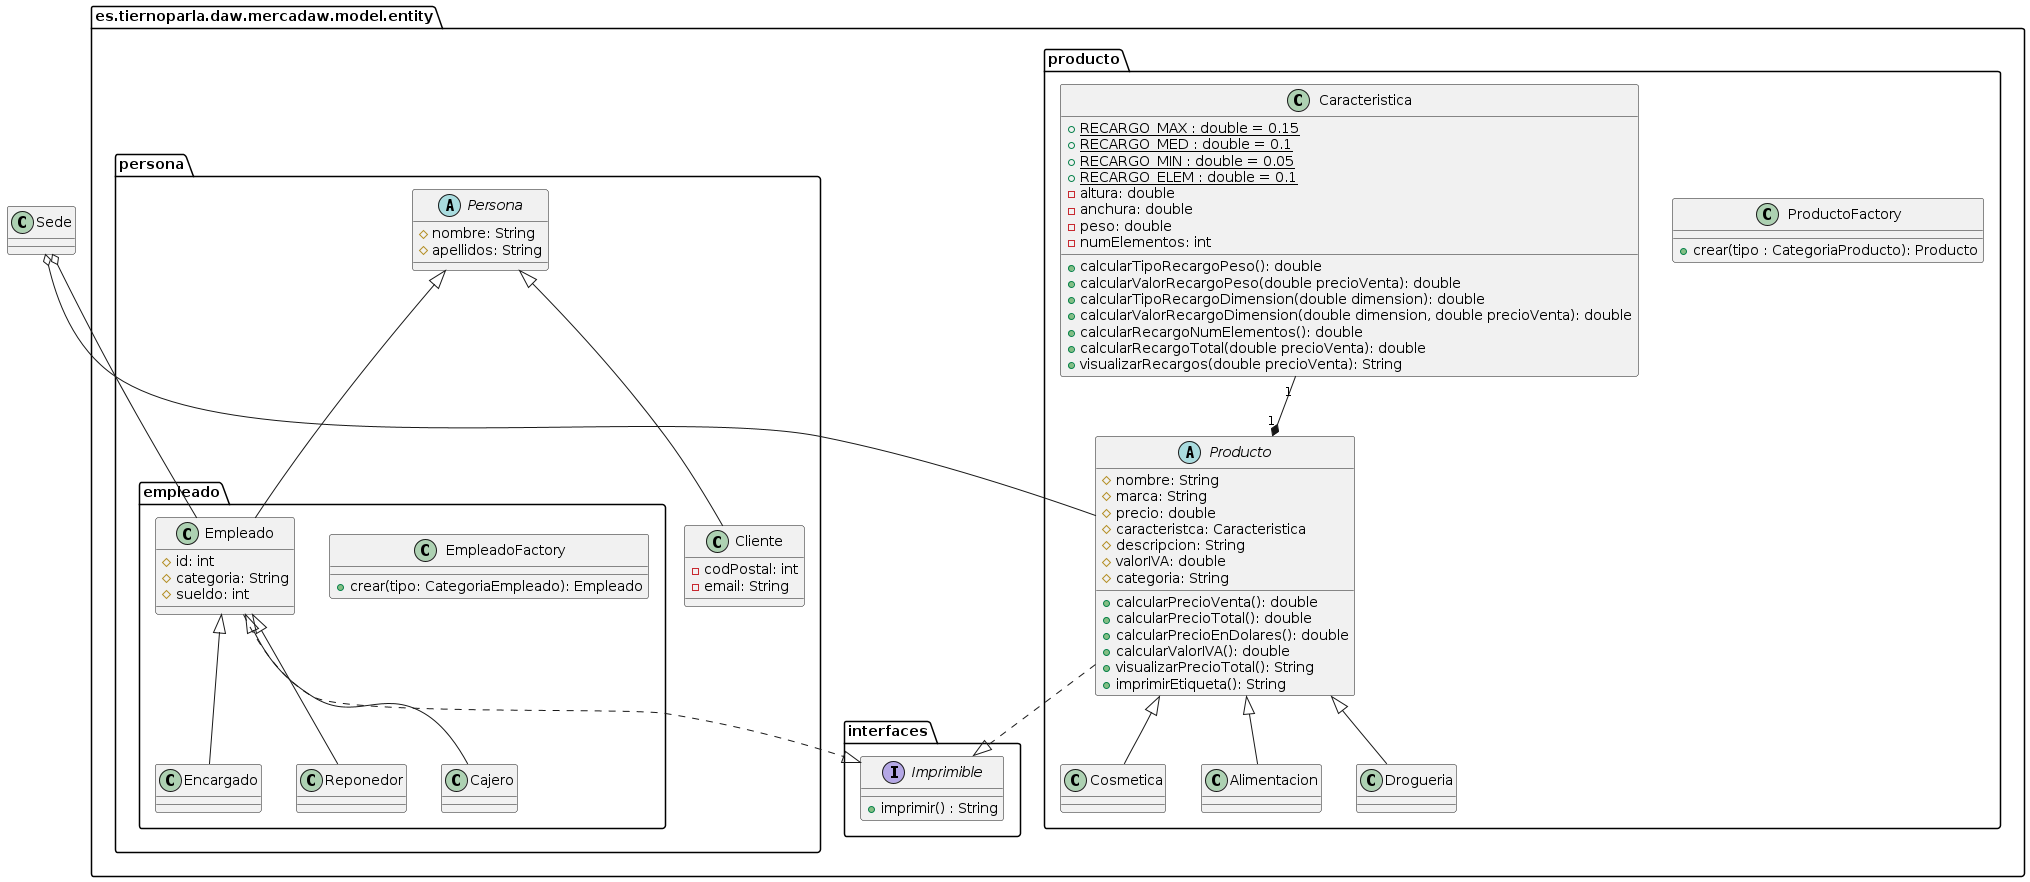 es.tiernoparla.daw.mercadaw.model.entity
producto
C Caracteristica
RECARGO_MAX : double = 0.15
RECARGO_MED : double = 0.1
RECARGO_MIN : double = 0.05
RECARGO_ELEM : double = 0.1
altura: double
anchura: double
peso: double
numElementos: int
calcularTipoRecargoPeso(): double
calcularValorRecargoPeso(double precioVenta): double
calcularTipoRecargoDimension(double dimension): double
calcularValorRecargoDimension(double dimension, double precioVenta): double
calcularRecargoNumElementos(): double
calcularRecargoTotal(double precioVenta): double
visualizarRecargos(double precioVenta): String
C ProductoFactory
crear(tipo : CategoriaProducto): Producto
persona
A Persona
nombre: String
apellidos: String
C Sede
1
1
A Producto
nombre: String
marca: String
precio: double
caracteristca: Caracteristica
descripcion: String
valorIVA: double
categoria: String
calcularPrecioVenta(): double
calcularPrecioTotal(): double
calcularPrecioEnDolares(): double
calcularValorIVA(): double
visualizarPrecioTotal(): String
imprimirEtiqueta(): String
empleado
C Empleado
id: int
categoria: String
sueldo: int
C EmpleadoFactory
crear(tipo: CategoriaEmpleado): Empleado
C Cliente
codPostal: int
email: String
C Encargado
C Reponedor
C Cajero
interfaces
I Imprimible
imprimir() : String
C Cosmetica
C Alimentacion
C Drogueria